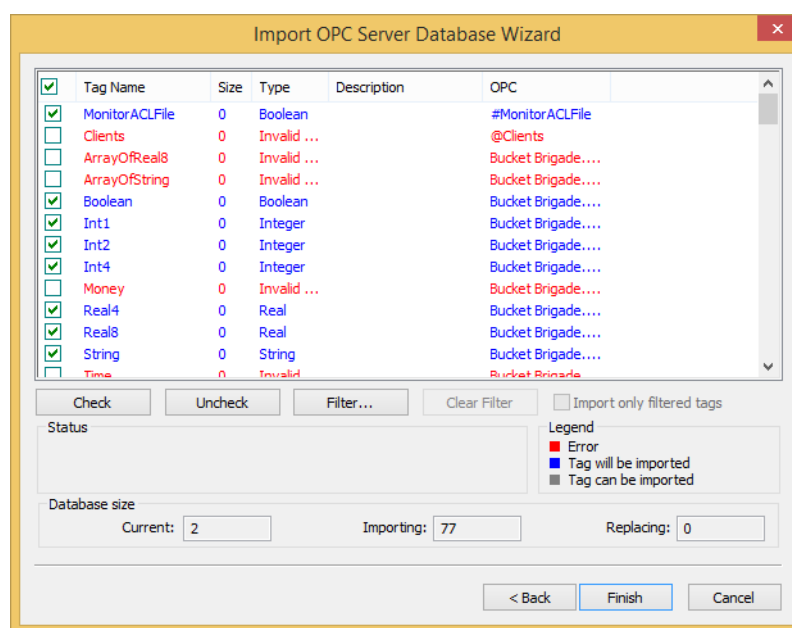 Import OPC Server Database Wizard
Tag Name Size Type Description OPC
MonitorACLFile 0 Boolean #MonitorACLFile
Clients 0 Invalid ... @Clients
ArrayOfReal8 0 Invalid ... Bucket Brigade....
ArrayOfString 0 Invalid ... Bucket Brigade....
Boolean 0 Boolean Bucket Brigade....
Int1 0 Integer Bucket Brigade....
Int2 0 Integer Bucket Brigade....
Int4 0 Integer Bucket Brigade....
Money 0 Invalid ... Bucket Brigade....
Real4 0 Real Bucket Brigade....
Real8 0 Real Bucket Brigade....
String 0 String Bucket Brigade....
Time 0 Invalid Bucket Brigade
Check Uncheck Filter... Clear Filter Import only filtered tags
Status Legend
Error
Tag will be imported
Tag can be imported
Database size
Current: 2 Importing: 77 Replacing: 0
< Back Finish Cancel